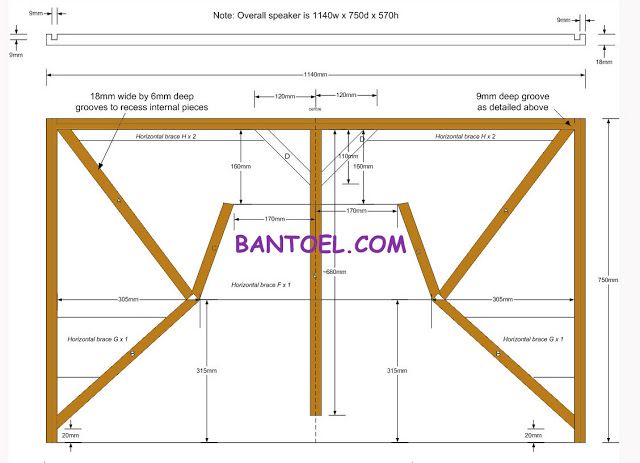 Note: Overall speaker is 1140w x 750d x 570h
9mm
9mm
9mm
18mm
1140mm
18mm wide by 6mm deep
grooves to recess internal pieces
120mm
120mm
centre
9mm deep groove
as detailed above
Horizontal brace H x 2
Horizontal brace H x 2
D
D
110mm
160mm
160mm
170mm
170mm
BANTOEL.COM
~680mm
750mm
Horizontal brace F x 1
305mm
305mm
Horizontal brace G x 1
Horizontal brace G x 1
315mm
315mm
20mm
20mm